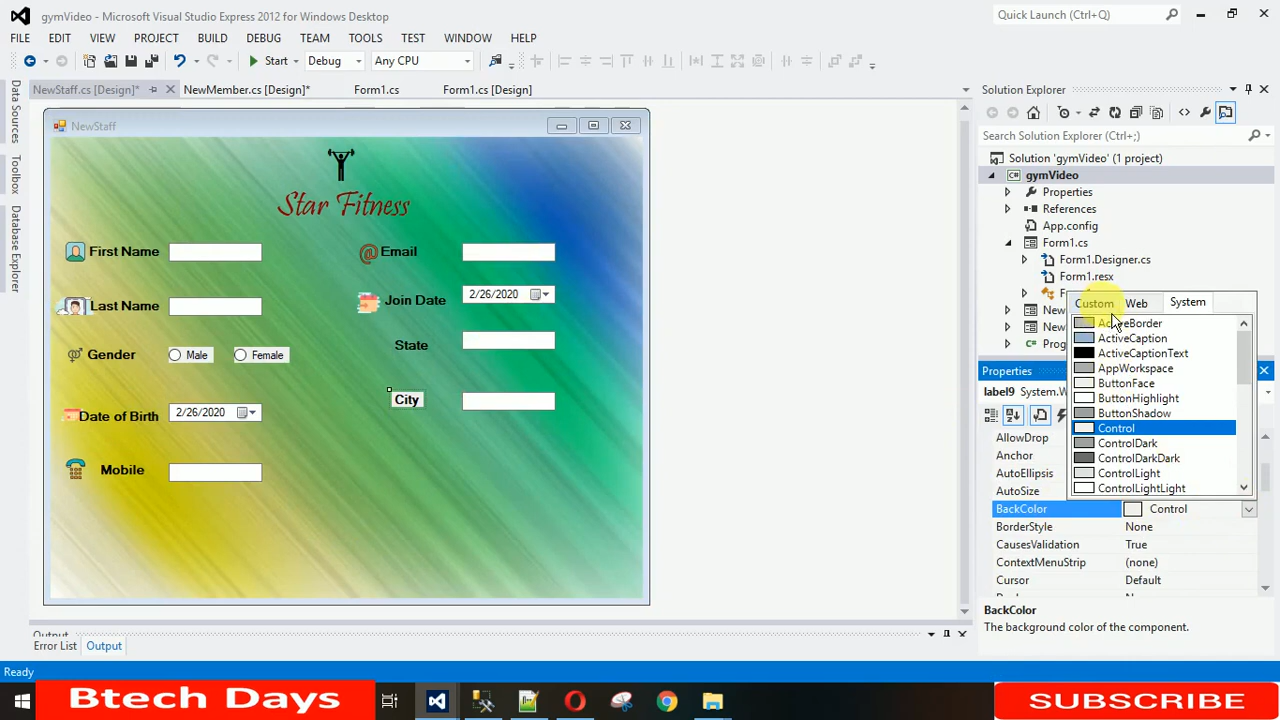 gymVideo - Microsoft Visual Studio Express 2012 for Windows Desktop
Quick Launch (Ctrl+Q)
FILE EDIT VIEW PROJECT BUILD DEBUG TEAM TOOLS TEST WINDOW HELP
Start Debug Any CPU
NewStaff.cs [Design]* NewMember.cs [Design]* Form1.cs Form1.cs [Design]
Data Sources
Toolbox
Database Explorer
NewStaff
Star Fitness
First Name
Email
Last Name
Join Date 2/26/2020
Gender Male Female
State
Date of Birth 2/26/2020
City
Mobile
Solution Explorer
Search Solution Explorer (Ctrl+;)
Solution 'gymVideo' (1 project)
gymVideo
Properties
References
App.config
Form1.cs
Form1.Designer.cs
Form1.resx
F
New
New
Prog
Custom Web System
ActiveBorder
ActiveCaption
ActiveCaptionText
AppWorkspace
ButtonFace
ButtonHighlight
ButtonShadow
Control
ControlDark
ControlDarkDark
ControlLight
ControlLightLight
Properties
label9 System.W
AllowDrop
Anchor
AutoEllipsis
AutoSize
BackColor Control
BorderStyle None
CausesValidation True
ContextMenuStrip (none)
Cursor Default
BackColor
The background color of the component.
Output
Error List Output
Ready
Btech Days
SUBSCRIBE